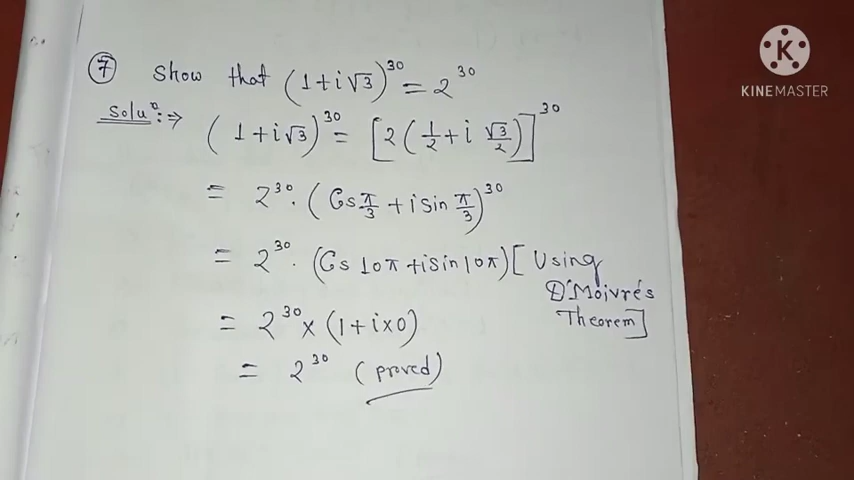 ⑦ Show that (1+i√3)^30 = 2^30
Solu^n :⇒ (1+i√3)^30 = [2(1/2 + i √3/2)]^30
= 2^30 · (Cos π/3 + i sin π/3)^30
= 2^30 · (Cos 10π + i sin 10π) [Using
D'Moivre's
Theorem]
= 2^30 × (1 + i×0)
= 2^30 (proved)
K
KINEMASTER